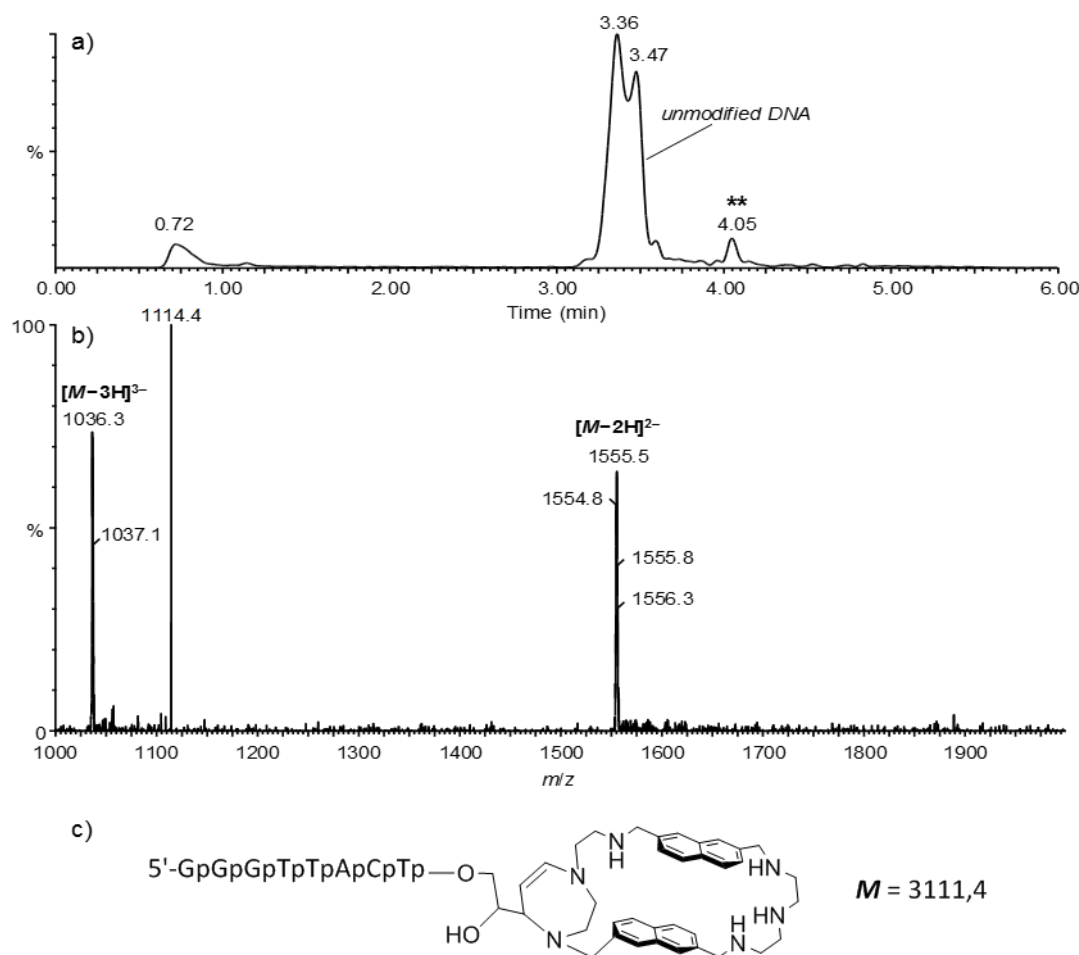 a)
3.36
3.47
unmodified DNA
%
0.72
**
4.05
0.00
1.00
2.00
3.00
4.00
5.00
6.00
Time (min)
b)
100
1114.4
[M−3H]3−
1036.3
[M−2H]2−
1555.5
1554.8
%
1037.1
1555.8
1556.3
0
1000
1100
1200
1300
1400
1500
1600
1700
1800
1900
m/z
c)
5'-GpGpGpTpTpApCpTp
O
HO
N
N
N
H
NH
NH
H
N
M = 3111,4